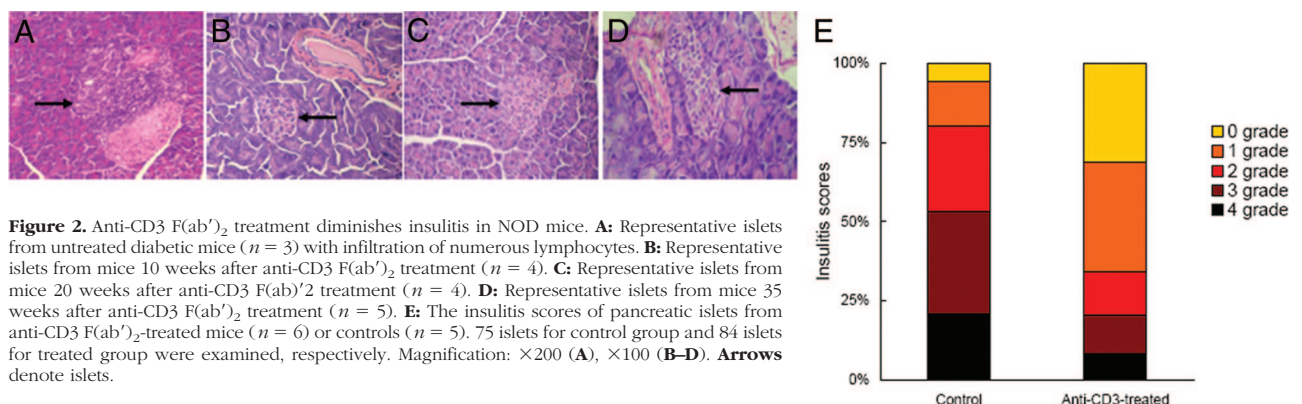 A
B
C
D
E
100%
75%
50%
25%
0%
Insulitis scores
Control
Anti-CD3-treated
0 grade
1 grade
2 grade
3 grade
4 grade
Figure 2. Anti-CD3 F(ab′)₂ treatment diminishes insulitis in NOD mice. A: Representative islets
from untreated diabetic mice (n = 3) with infiltration of numerous lymphocytes. B: Representative
islets from mice 10 weeks after anti-CD3 F(ab′)₂ treatment (n = 4). C: Representative islets from
mice 20 weeks after anti-CD3 F(ab)′2 treatment (n = 4). D: Representative islets from mice 35
weeks after anti-CD3 F(ab′)₂ treatment (n = 5). E: The insulitis scores of pancreatic islets from
anti-CD3 F(ab′)₂-treated mice (n = 6) or controls (n = 5). 75 islets for control group and 84 islets
for treated group were examined, respectively. Magnification: ×200 (A), ×100 (B–D). Arrows
denote islets.